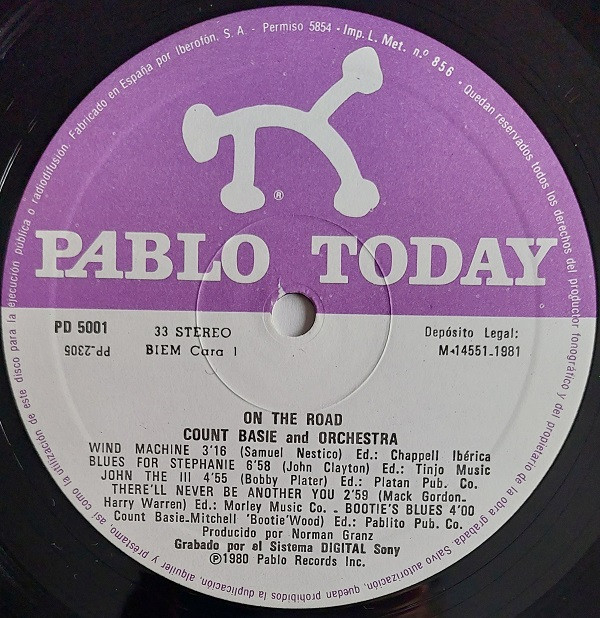 Fabricado en España por Iberofón, S. A. - Permiso 5854 - Imp. L. Met. n.º 856 - Quedan reservados todos los derechos del productor fonográfico y del propietario de la obra grabada. Salvo autorización, quedan prohibidos la duplicación, alquiler y préstamo, así como la utilización de este disco para la ejecución pública o radiodifusión.
®
PABLO TODAY
PD 5001
33 STEREO
Depósito Legal:
PP-2305
BIEM Cara 1
M-14551-1981
ON THE ROAD
COUNT BASIE and ORCHESTRA
WIND MACHINE 3'16 (Samuel Nestico) Ed.: Chappell Ibérica
BLUES FOR STEPHANIE 6'58 (John Clayton) Ed.: Tinjo Music
JOHN THE III 4'55 (Bobby Plater) Ed.: Platan Pub. Co.
THERE'LL NEVER BE ANOTHER YOU 2'59 (Mack Gordon-
Harry Warren) Ed.: Morley Music Co. - BOOTIE'S BLUES 4'00
Count Basie-Mitchell 'Bootie'Wood) Ed.: Pablito Pub. Co.
Producido por Norman Granz
Grabado por el Sistema DIGITAL Sony
℗1980 Pablo Records Inc.